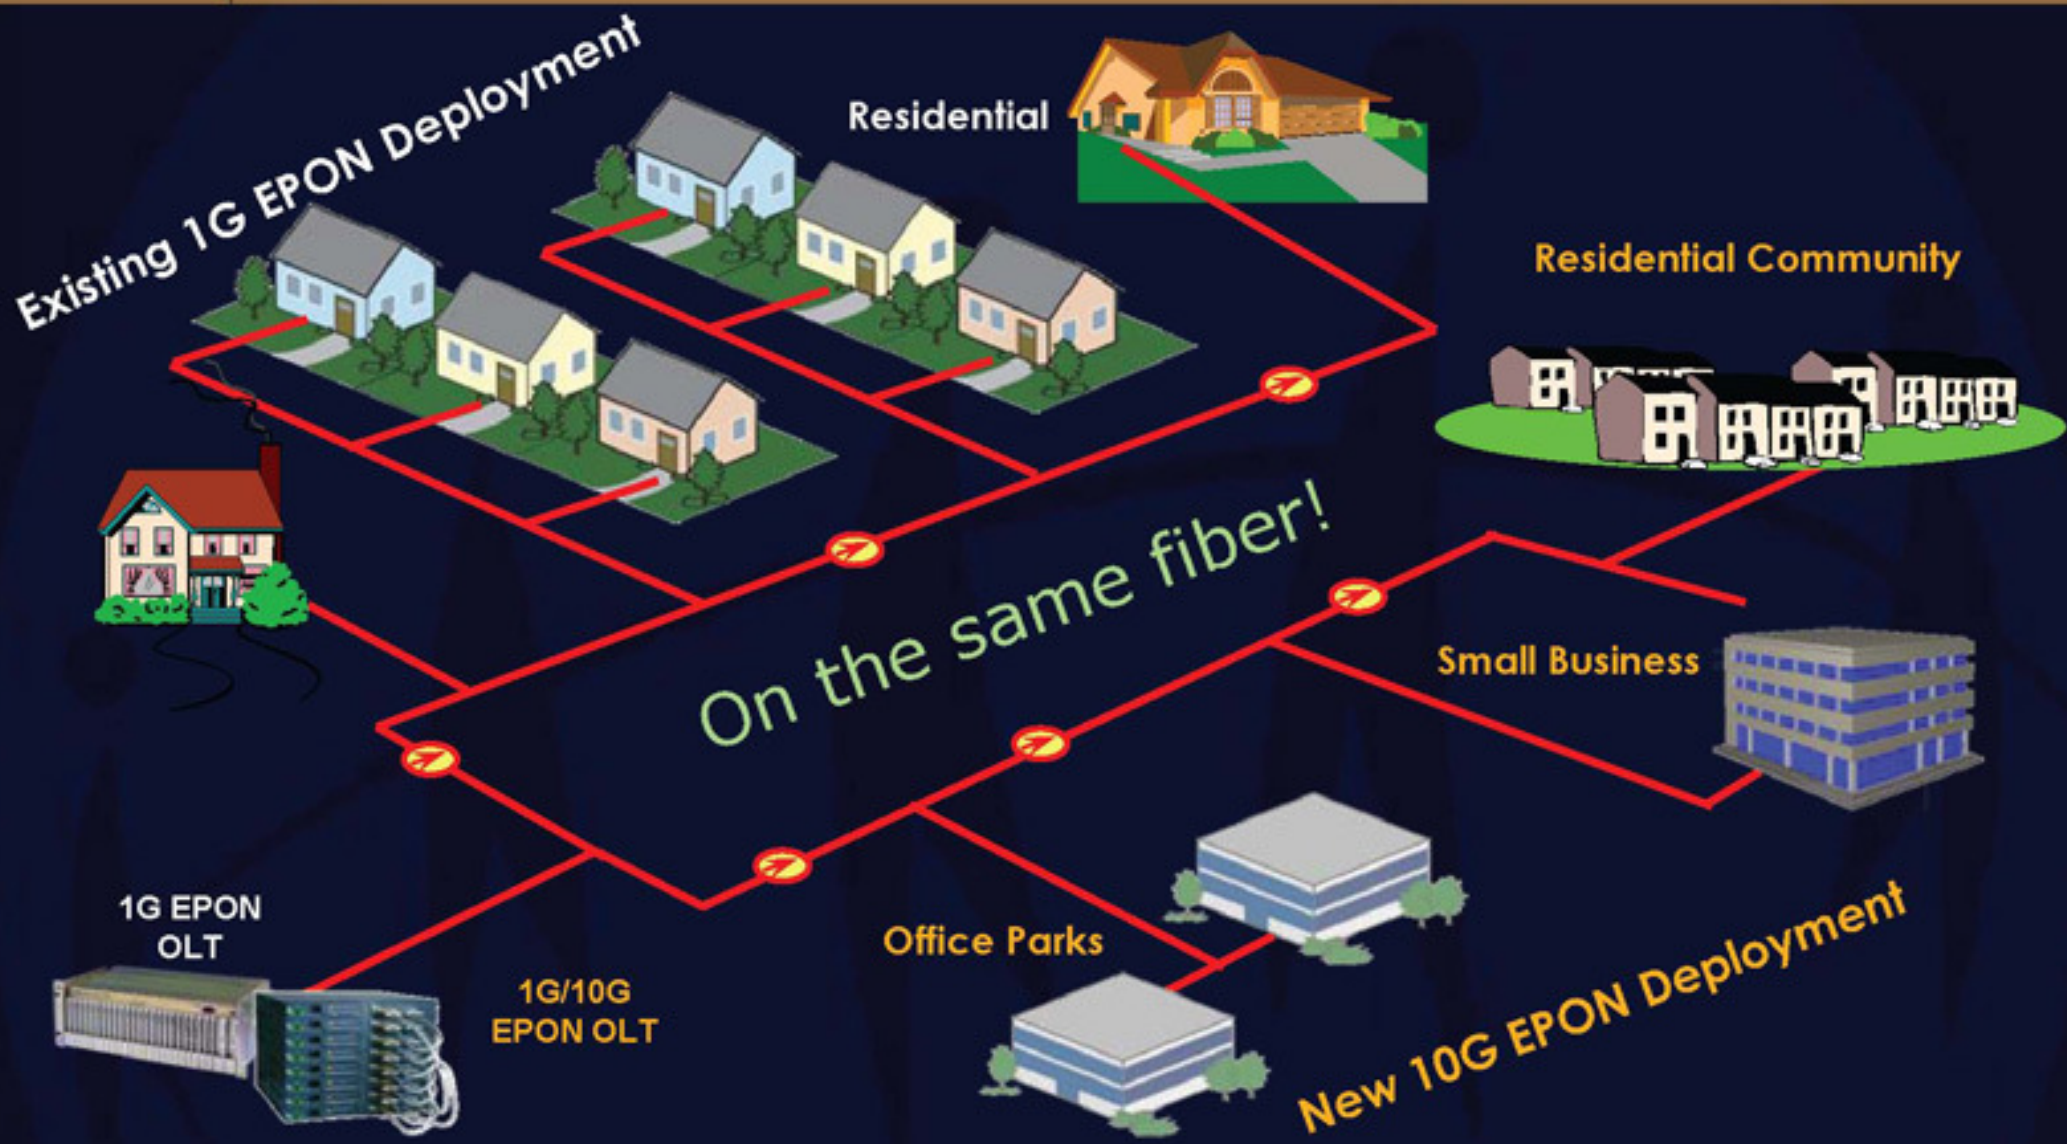 Existing 1G EPON Deployment
Residential
Residential Community
On the same fiber!
Small Business
1G EPON
OLT
Office Parks
1G/10G
EPON OLT
New 10G EPON Deployment